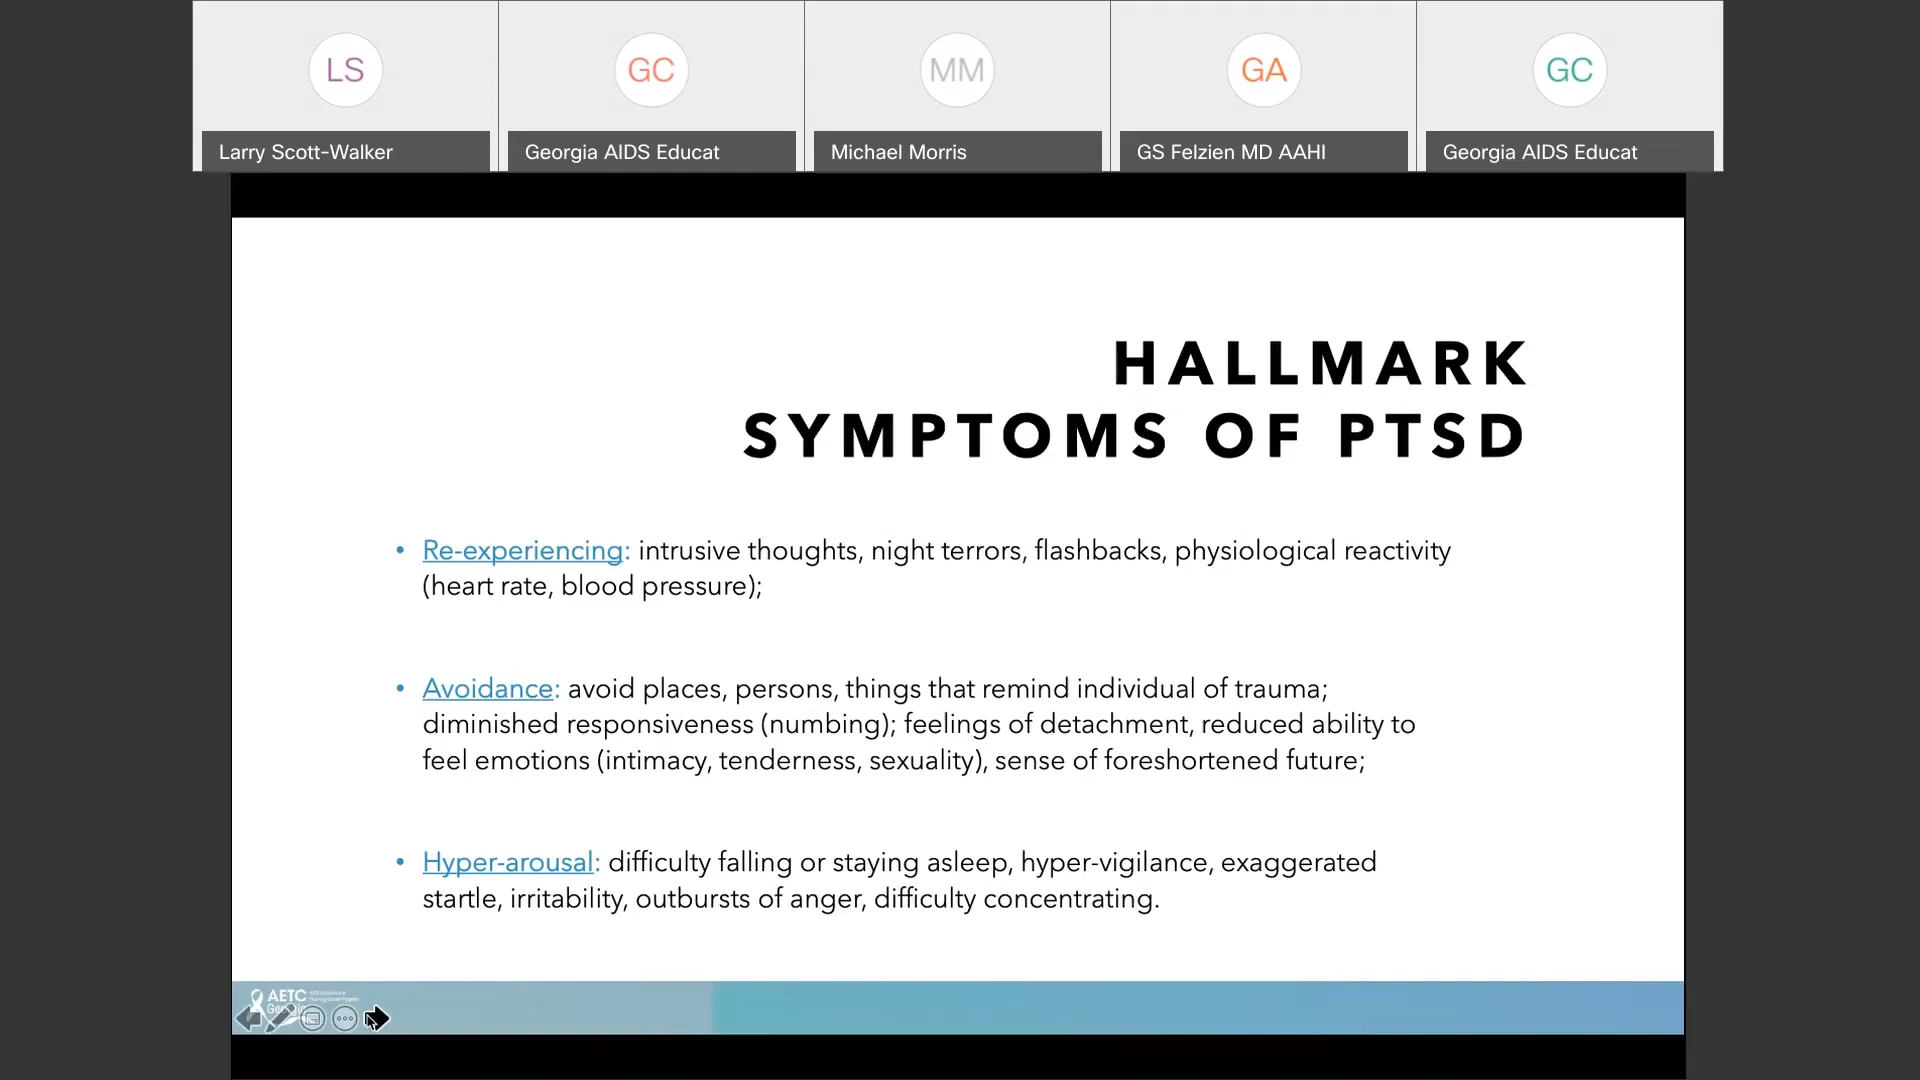 LS
GC
MM
GA
GC
Larry Scott-Walker
Georgia AIDS Educat
Michael Morris
GS Felzien MD AAHI
Georgia AIDS Educat
HALLMARK
SYMPTOMS OF PTSD
• Re-experiencing: intrusive thoughts, night terrors, flashbacks, physiological reactivity
(heart rate, blood pressure);
• Avoidance: avoid places, persons, things that remind individual of trauma;
diminished responsiveness (numbing); feelings of detachment, reduced ability to
feel emotions (intimacy, tenderness, sexuality), sense of foreshortened future;
• Hyper-arousal: difficulty falling or staying asleep, hyper-vigilance, exaggerated
startle, irritability, outbursts of anger, difficulty concentrating.
AETC